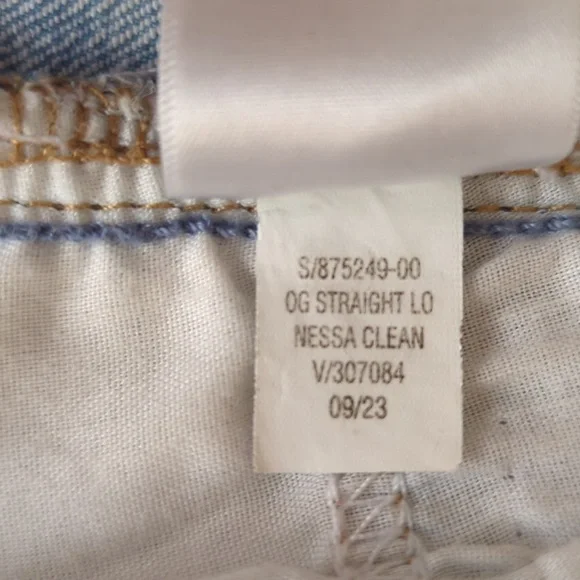 S/875249-00
OG STRAIGHT LO
NESSA CLEAN
V/307084
09/23